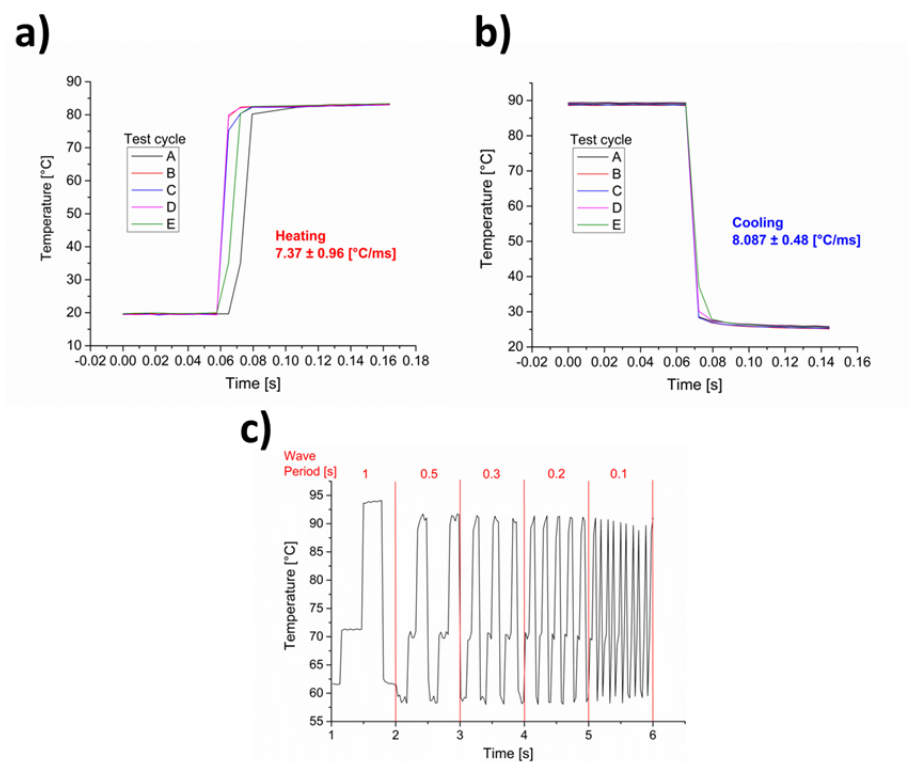 a)
Temperature [°C]
90
80
70
60
50
40
30
20
10
Test cycle
A
B
C
D
E
Heating
7.37 ± 0.96 [°C/ms]
-0.02 0.00 0.02 0.04 0.06 0.08 0.10 0.12 0.14 0.16 0.18
Time [s]
b)
Temperature [°C]
90
80
70
60
50
40
30
20
Test cycle
A
B
C
D
E
Cooling
8.087 ± 0.48 [°C/ms]
-0.02 0.00 0.02 0.04 0.06 0.08 0.10 0.12 0.14 0.16
Time [s]
c)
Wave
Period [s] 1 0.5 0.3 0.2 0.1
Temperature [°C]
95
90
85
80
75
70
65
60
55
1 2 3 4 5 6
Time [s]